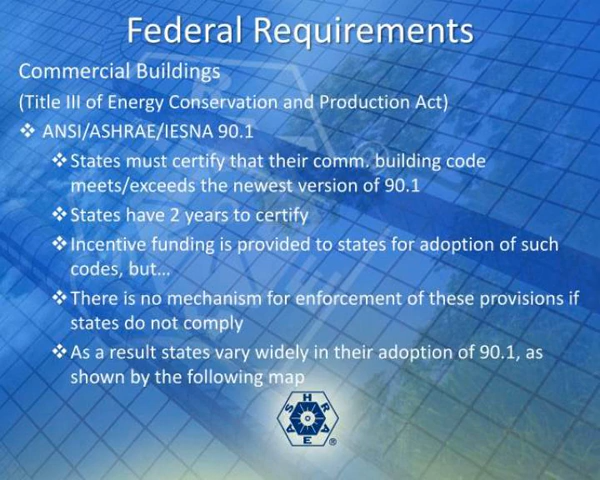 Federal Requirements
Commercial Buildings
(Title III of Energy Conservation and Production Act)
❖ ANSI/ASHRAE/IESNA 90.1
❖ States must certify that their comm. building code
meets/exceeds the newest version of 90.1
❖ States have 2 years to certify
❖ Incentive funding is provided to states for adoption of such
codes, but...
❖ There is no mechanism for enforcement of these provisions if
states do not comply
❖ As a result states vary widely in their adoption of 90.1, as
shown by the following map
ASHRAE ®